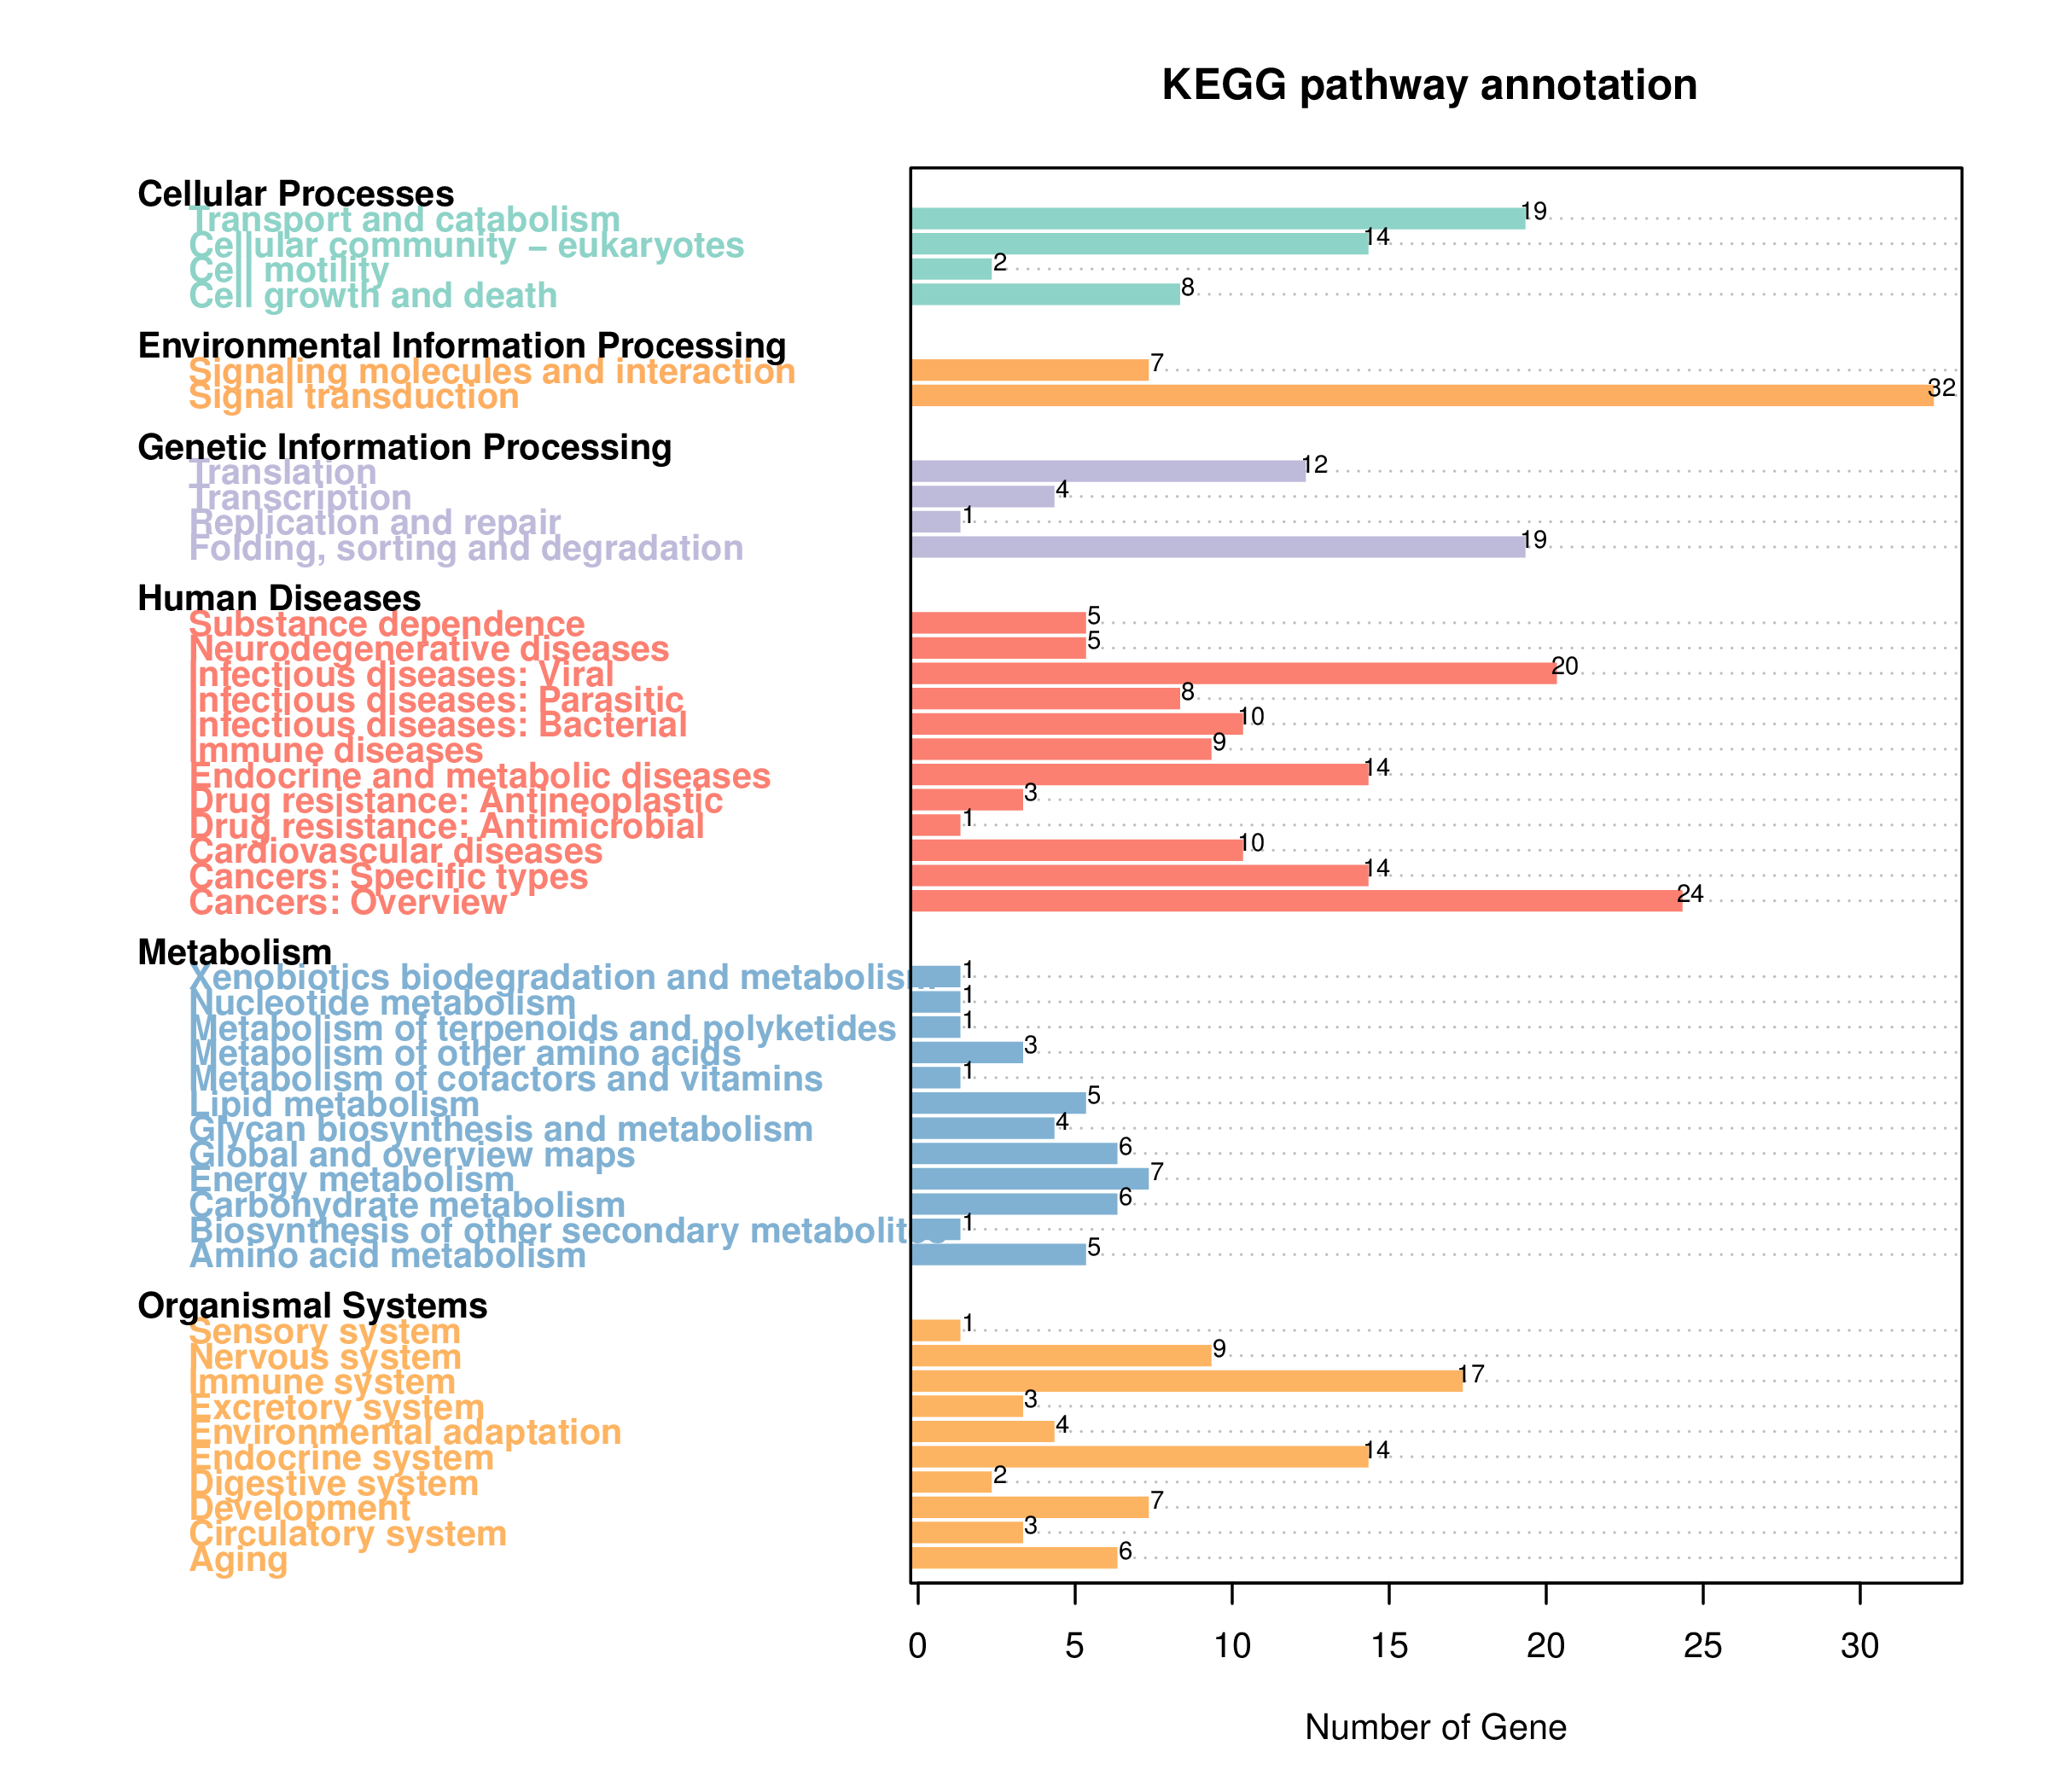 KEGG pathway annotation
Cellular Processes
Transport and catabolism 19
Cellular community – eukaryotes 14
Cell motility 2
Cell growth and death 8
Environmental Information Processing
Signaling molecules and interaction 7
Signal transduction 32
Genetic Information Processing
Translation 12
Transcription 4
Replication and repair 1
Folding, sorting and degradation 19
Human Diseases
Substance dependence 5
Neurodegenerative diseases 5
Infectious diseases: Viral 20
Infectious diseases: Parasitic 8
Infectious diseases: Bacterial 10
Immune diseases 9
Endocrine and metabolic diseases 14
Drug resistance: Antineoplastic 3
Drug resistance: Antimicrobial 1
Cardiovascular diseases 10
Cancers: Specific types 14
Cancers: Overview 24
Metabolism
Xenobiotics biodegradation and metabolism 1
Nucleotide metabolism 1
Metabolism of terpenoids and polyketides 1
Metabolism of other amino acids 3
Metabolism of cofactors and vitamins 1
Lipid metabolism 5
Glycan biosynthesis and metabolism 4
Global and overview maps 6
Energy metabolism 7
Carbohydrate metabolism 6
Biosynthesis of other secondary metabolites 1
Amino acid metabolism 5
Organismal Systems
Sensory system 1
Nervous system 9
Immune system 17
Excretory system 3
Environmental adaptation 4
Endocrine system 14
Digestive system 2
Development 7
Circulatory system 3
Aging 6
0 5 10 15 20 25 30
Number of Gene